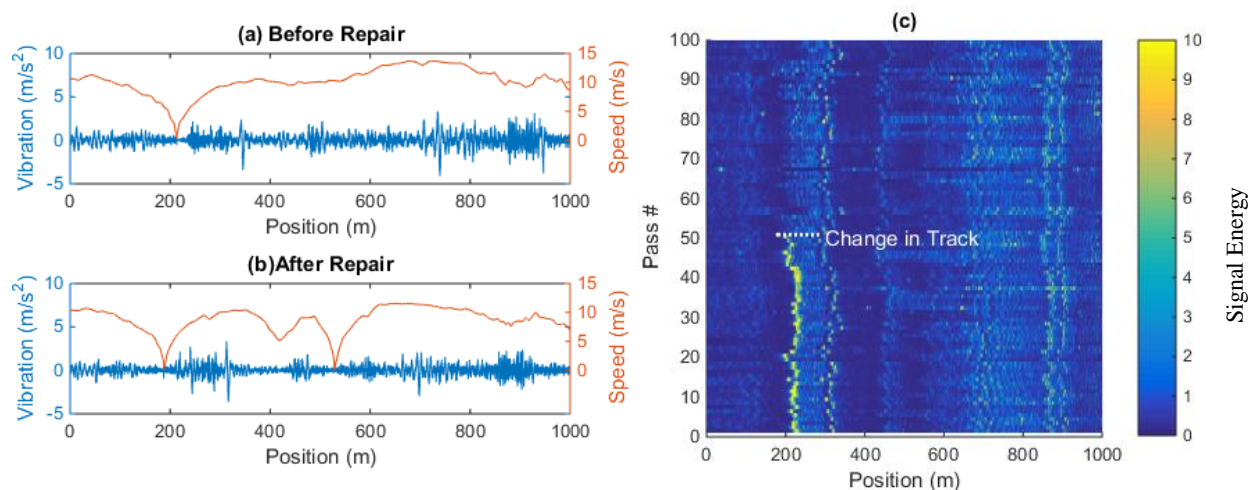 (a) Before Repair
Vibration (m/s²)
10
5
0
-5
15
10
5
0
Speed (m/s)
0 200 400 600 800 1000
Position (m)
(b)After Repair
Vibration (m/s²)
10
5
0
-5
15
10
5
0
Speed (m/s)
0 200 400 600 800 1000
Position (m)
(c)
Pass #
100
90
80
70
60
50
40
30
20
10
0
Change in Track
0 200 400 600 800 1000
Position (m)
10
9
8
7
6
5
4
3
2
1
0
Signal Energy